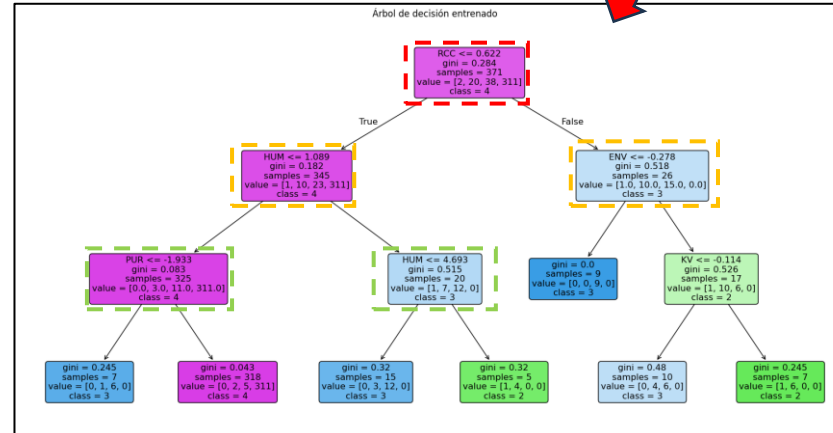 Árbol de decisión entrenado
RCC <= 0.622
gini = 0.284
samples = 371
value = [2, 20, 38, 311]
class = 4
True
False
HUM <= 1.089
gini = 0.182
samples = 345
value = [1, 10, 23, 311]
class = 4
ENV <= -0.278
gini = 0.518
samples = 26
value = [1.0, 10.0, 15.0, 0.0]
class = 3
PUR <= -1.933
gini = 0.083
samples = 325
value = [0.0, 3.0, 11.0, 311.0]
class = 4
HUM <= 4.693
gini = 0.515
samples = 20
value = [1, 7, 12, 0]
class = 3
gini = 0.0
samples = 9
value = [0, 0, 9, 0]
class = 3
KV <= -0.114
gini = 0.526
samples = 17
value = [1, 10, 6, 0]
class = 2
gini = 0.245
samples = 7
value = [0, 1, 6, 0]
class = 3
gini = 0.043
samples = 318
value = [0, 2, 5, 311]
class = 4
gini = 0.32
samples = 15
value = [0, 3, 12, 0]
class = 3
gini = 0.32
samples = 5
value = [1, 4, 0, 0]
class = 2
gini = 0.48
samples = 10
value = [0, 4, 6, 0]
class = 3
gini = 0.245
samples = 7
value = [1, 6, 0, 0]
class = 2